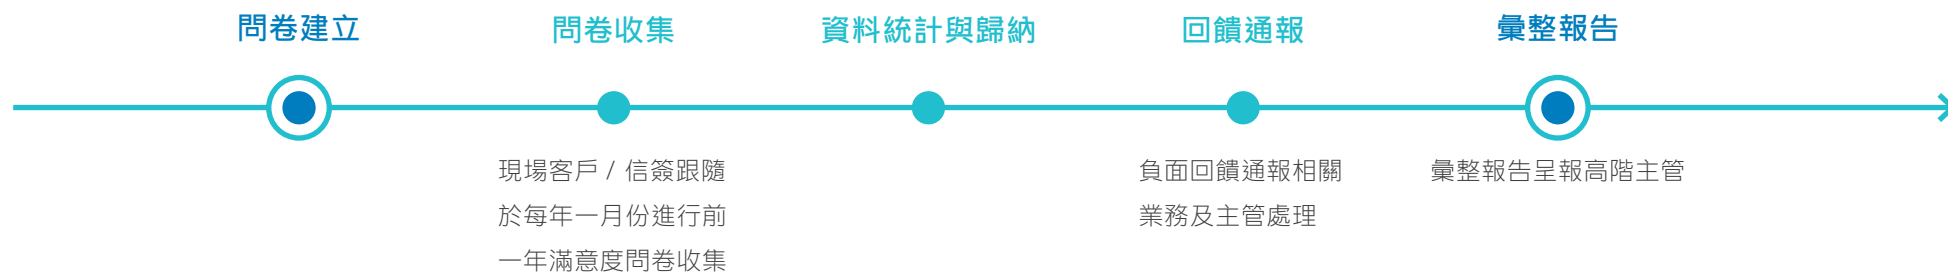 問卷建立
問卷收集
資料統計與歸納
回饋通報
彙整報告
現場客戶 / 信簽跟隨
於每年一月份進行前
一年滿意度問卷收集
負面回饋通報相關
業務及主管處理
彙整報告呈報高階主管